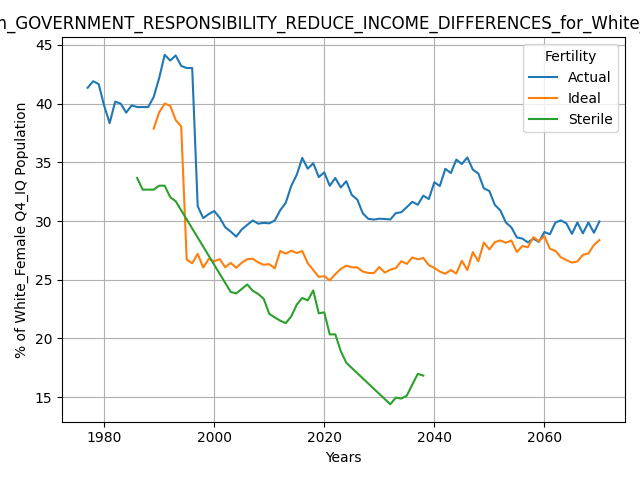 n_GOVERNMENT_RESPONSIBILITY_REDUCE_INCOME_DIFFERENCES_for_White_
Fertility
Actual
Ideal
Sterile
% of White_Female Q4_IQ Population
45
40
35
30
25
20
15
1980
2000
2020
2040
2060
Years